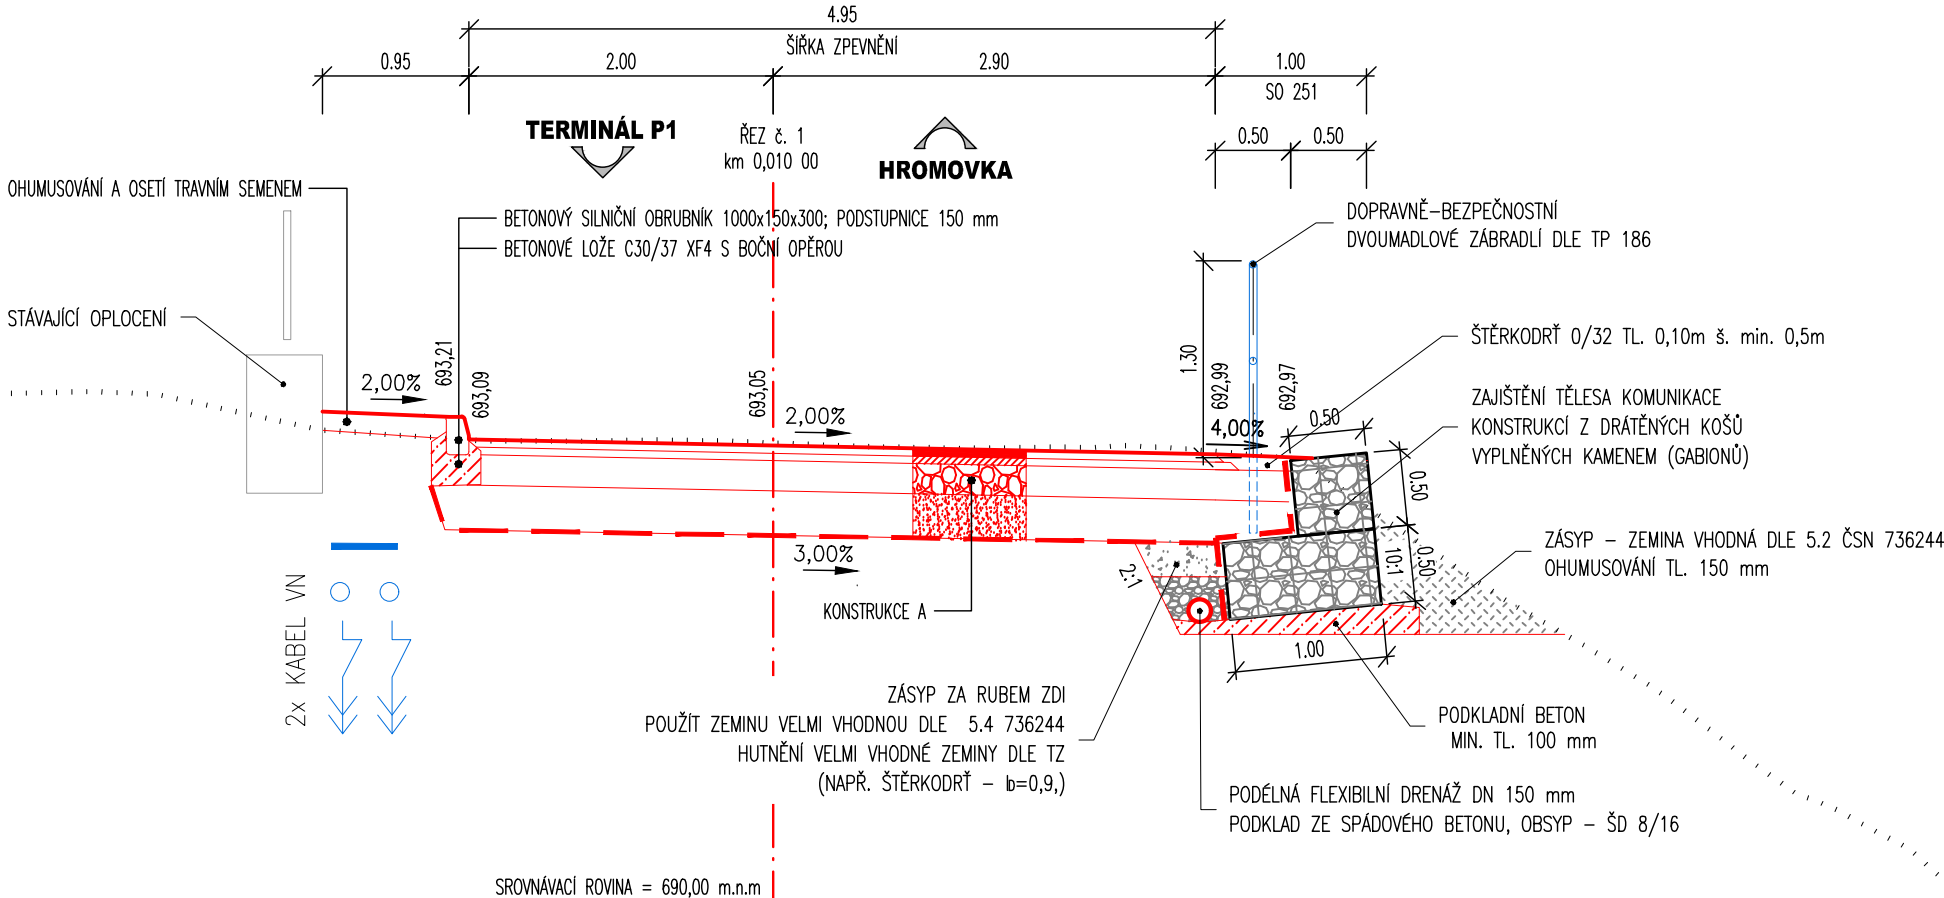 4.95
ŠÍŘKA ZPEVNĚNÍ
0.95
2.00
2.90
1.00
SO 251
TERMINÁL P1
ŘEZ č. 1
km 0,010 00
HROMOVKA
0.50
0.50
OHUMUSOVÁNÍ A OSETÍ TRAVNÍM SEMENEM
BETONOVÝ SILNIČNÍ OBRUBNÍK 1000x150x300; PODSTUPNICE 150 mm
BETONOVÉ LOŽE C30/37 XF4 S BOČNÍ OPĚROU
DOPRAVNĚ-BEZPEČNOSTNÍ
DVOUMADLOVÉ ZÁBRADLÍ DLE TP 186
STÁVAJÍCÍ OPLOCENÍ
ŠTĚRKODRŤ 0/32 TL. 0,10m š. min. 0,5m
1.30
693,21
693,09
693,05
692,99
692,97
2,00%
2,00%
4,00%
0.50
ZAJIŠTĚNÍ TĚLESA KOMUNIKACE
KONSTRUKCÍ Z DRÁTĚNÝCH KOŠŮ
VYPLNĚNÝCH KAMENEM (GABIONŮ)
0.50
0.50
10:1
ZÁSYP – ZEMINA VHODNÁ DLE 5.2 ČSN 736244
OHUMUSOVÁNÍ TL. 150 mm
3,00%
2:1
KONSTRUKCE A
2x KABEL VN
1.00
ZÁSYP ZA RUBEM ZDI
POUŽÍT ZEMINU VELMI VHODNOU DLE 5.4 736244
HUTNĚNÍ VELMI VHODNÉ ZEMINY DLE TZ
(NAPŘ. ŠTĚRKODRŤ – Ib=0,9,)
PODKLADNÍ BETON
MIN. TL. 100 mm
PODÉLNÁ FLEXIBILNÍ DRENÁŽ DN 150 mm
PODKLAD ZE SPÁDOVÉHO BETONU, OBSYP – ŠD 8/16
SROVNÁVACÍ ROVINA = 690,00 m.n.m